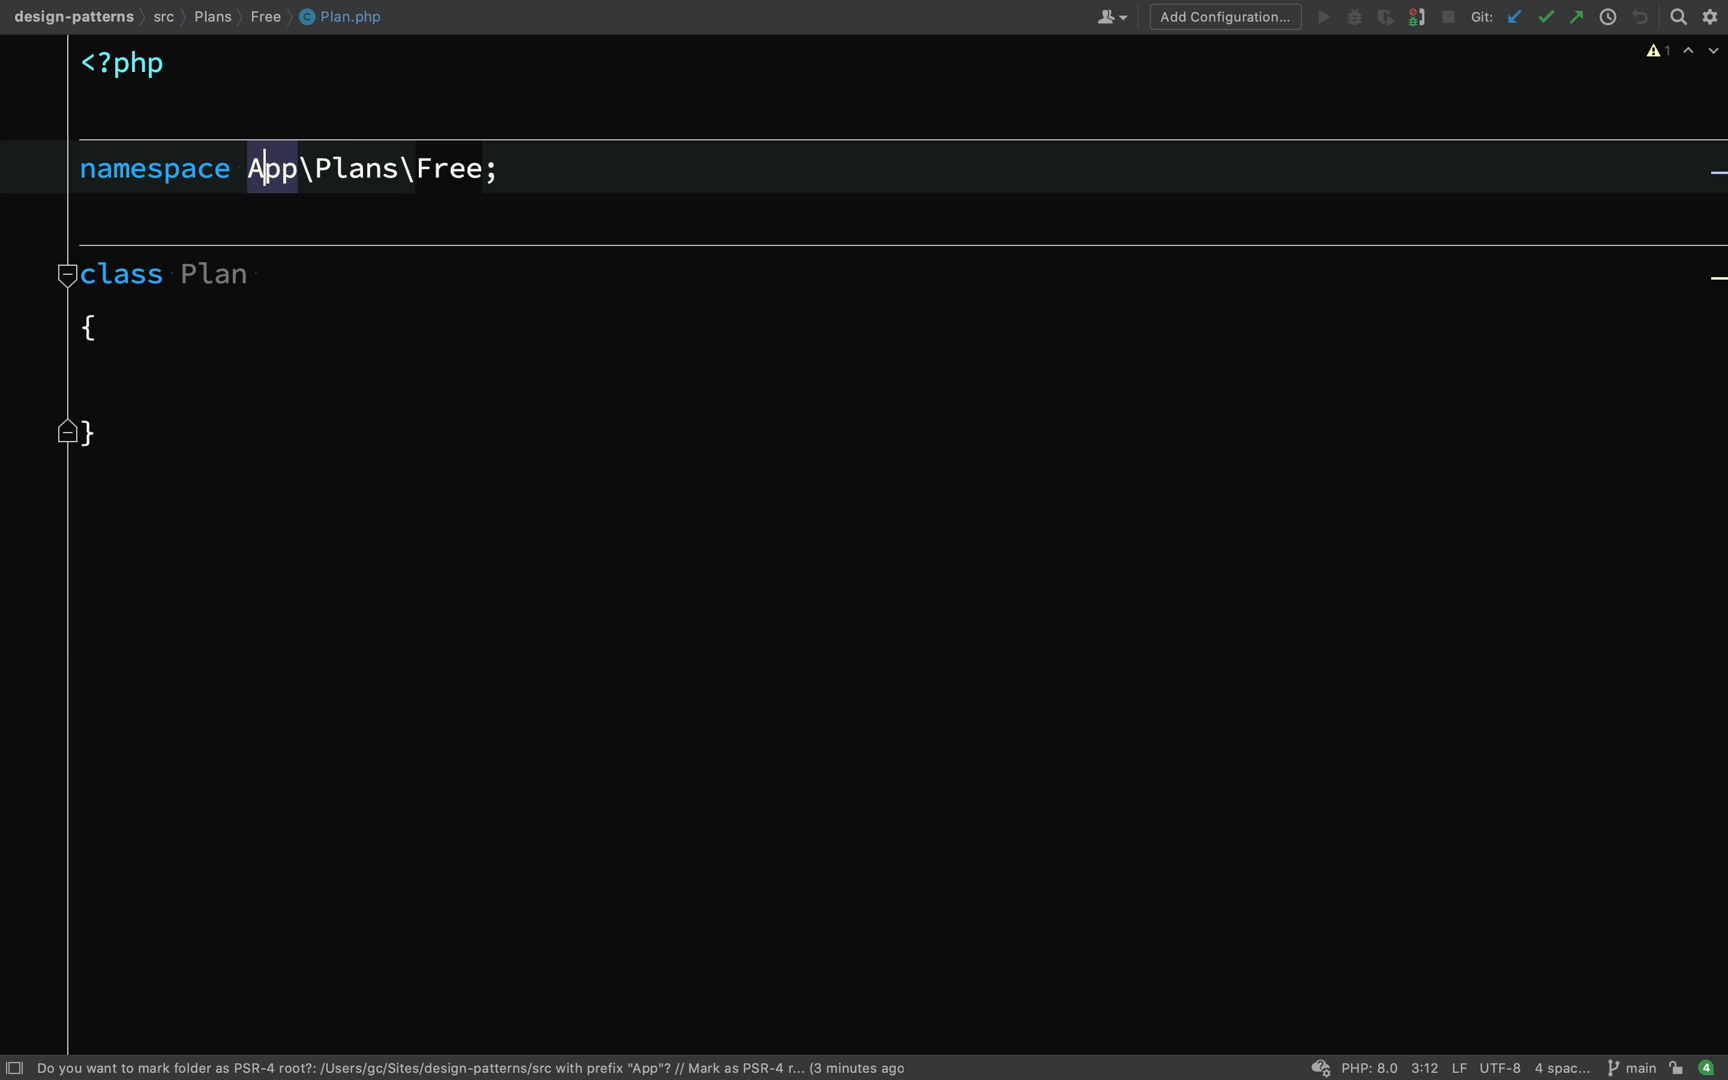 design-patterns src Plans Free C Plan.php Add Configuration... Git:
<?php
1
namespace App\Plans\Free;
class Plan
{
}
Do you want to mark folder as PSR-4 root?: /Users/gc/Sites/design-patterns/src with prefix "App"? // Mark as PSR-4 r... (3 minutes ago PHP: 8.0 3:12 LF UTF-8 4 spac... main 4